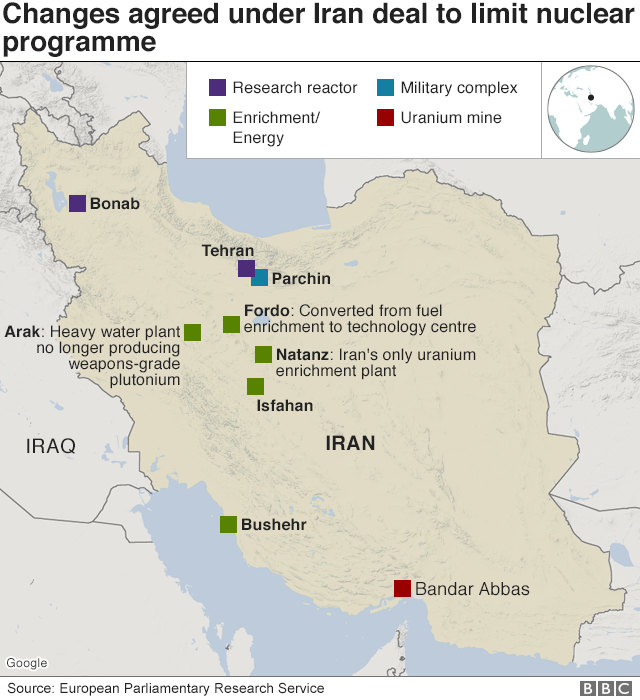 Changes agreed under Iran deal to limit nuclear
programme
Research reactor
Military complex
Enrichment/
Energy
Uranium mine
Bonab
Tehran
Parchin
Fordo: Converted from fuel
enrichment to technology centre
Arak: Heavy water plant
no longer producing
weapons-grade
plutonium
Natanz: Iran's only uranium
enrichment plant
Isfahan
IRAN
IRAQ
Bushehr
Bandar Abbas
Google
Source: European Parliamentary Research Service
BBC